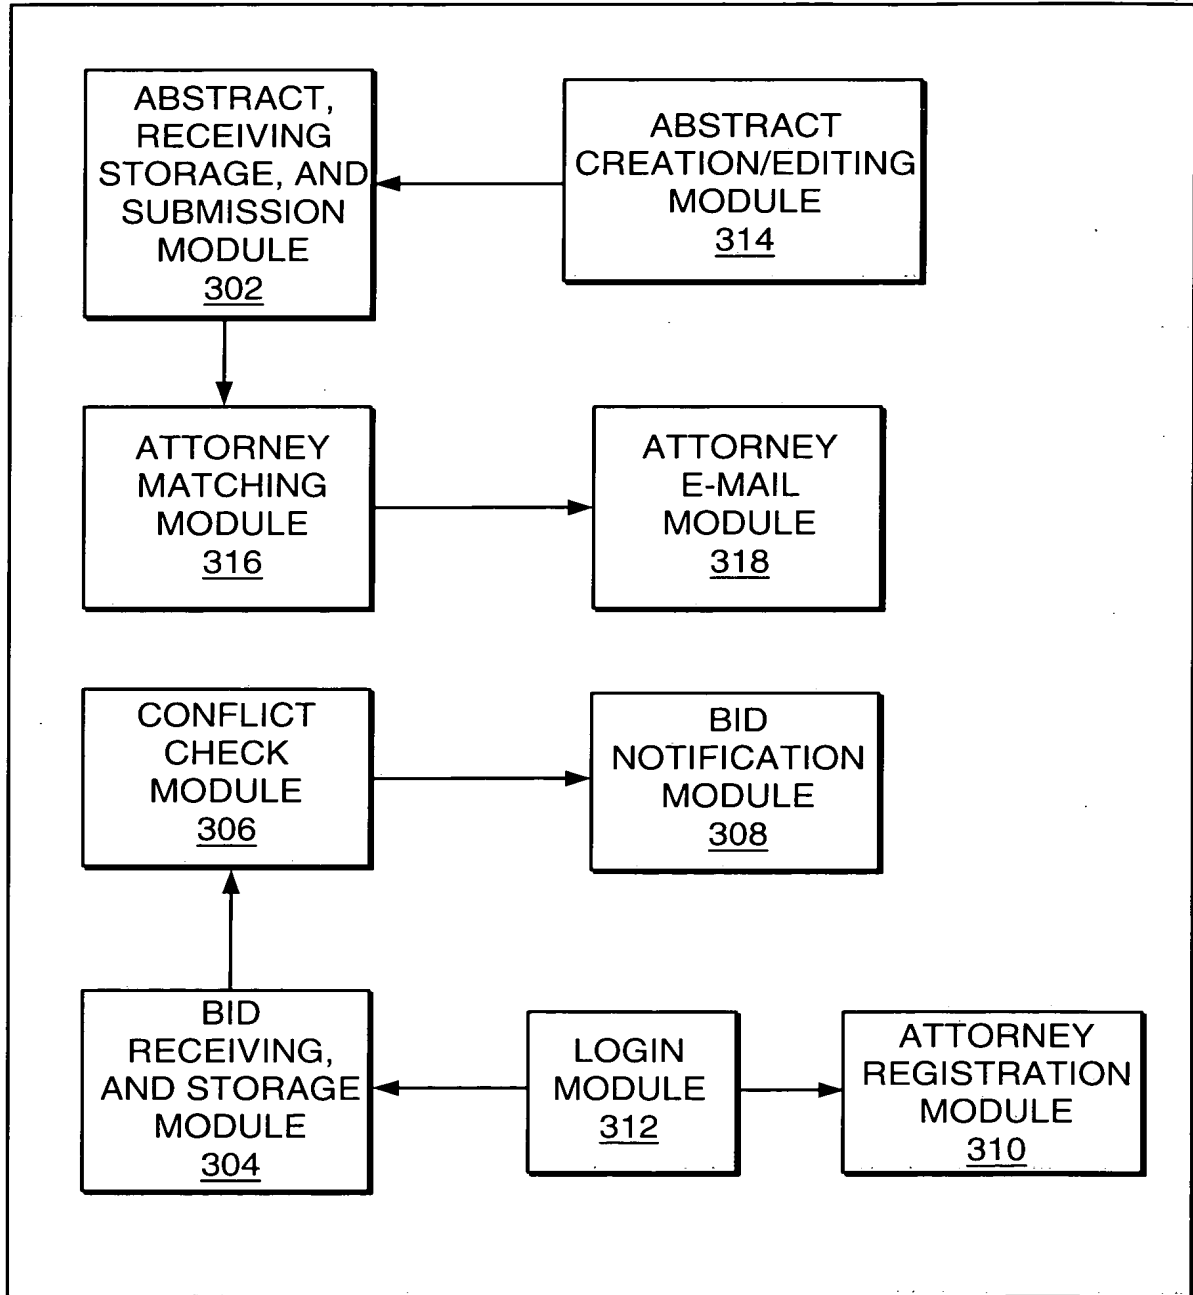 ABSTRACT,
RECEIVING
STORAGE, AND
SUBMISSION
MODULE
302
ABSTRACT
CREATION/EDITING
MODULE
314
ATTORNEY
MATCHING
MODULE
316
ATTORNEY
E-MAIL
MODULE
318
CONFLICT
CHECK
MODULE
306
BID
NOTIFICATION
MODULE
308
BID
RECEIVING,
AND STORAGE
MODULE
304
LOGIN
MODULE
312
ATTORNEY
REGISTRATION
MODULE
310